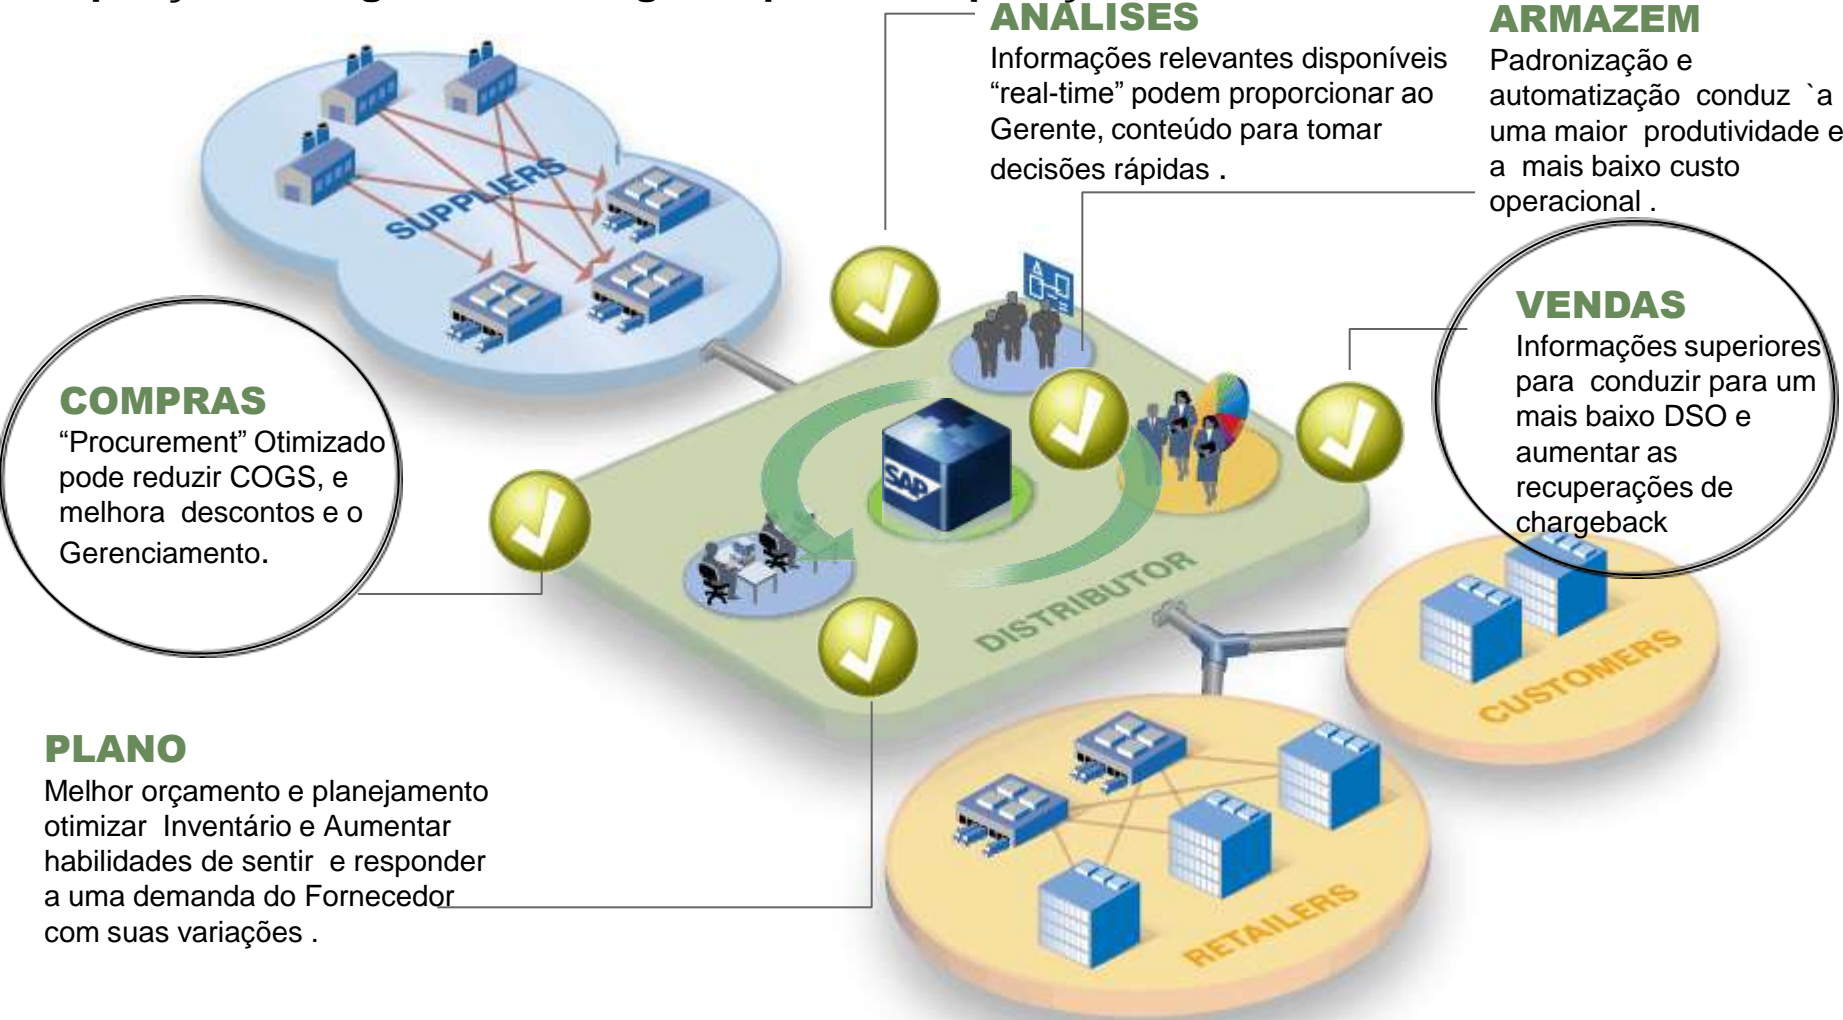 ANÁLISES
Informações relevantes disponíveis
“real-time” podem proporcionar ao
Gerente, conteúdo para tomar
decisões rápidas .
ARMAZEM
Padronização e
automatização conduz `a
uma maior produtividade e
a mais baixo custo
operacional .
SUPPLIERS
VENDAS
Informações superiores
para conduzir para um
mais baixo DSO e
aumentar as
recuperações de
chargeback
COMPRAS
“Procurement” Otimizado
pode reduzir COGS, e
melhora descontos e o
Gerenciamento.
SAP
DISTRIBUTOR
CUSTOMERS
PLANO
Melhor orçamento e planejamento
otimizar Inventário e Aumentar
habilidades de sentir e responder
a uma demanda do Fornecedor
com suas variações .
RETAILERS